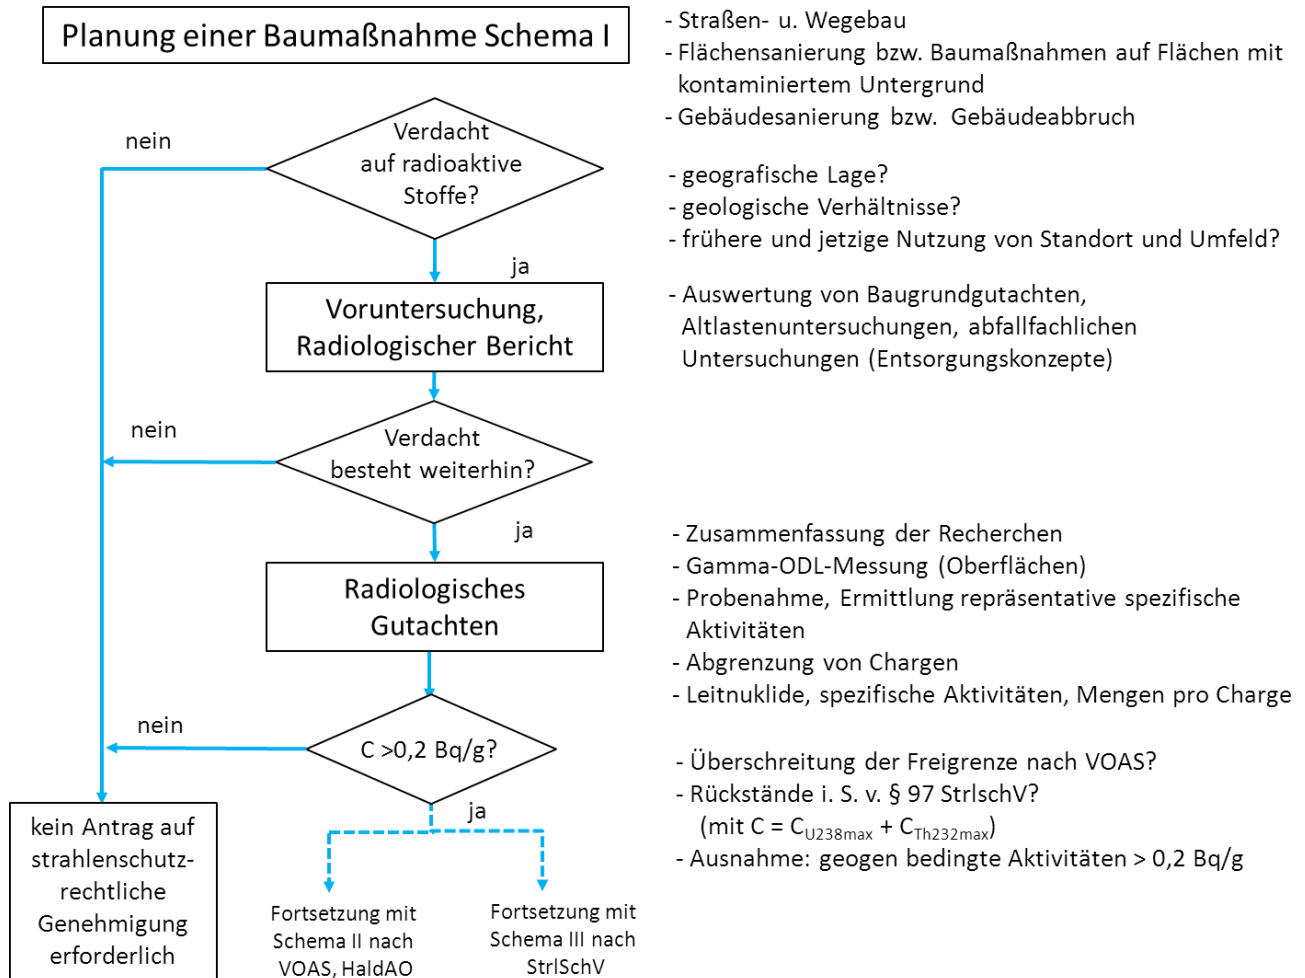 Planung einer Baumaßnahme Schema I
- Straßen- u. Wegebau
- Flächensanierung bzw. Baumaßnahmen auf Flächen mit
kontaminiertem Untergrund
- Gebäudesanierung bzw. Gebäudeabbruch
nein
Verdacht
auf radioaktive
Stoffe?
- geografische Lage?
- geologische Verhältnisse?
- frühere und jetzige Nutzung von Standort und Umfeld?
ja
Voruntersuchung,
Radiologischer Bericht
- Auswertung von Baugrundgutachten,
Altlastenuntersuchungen, abfallfachlichen
Untersuchungen (Entsorgungskonzepte)
nein
Verdacht
besteht weiterhin?
ja
Radiologisches
Gutachten
- Zusammenfassung der Recherchen
- Gamma-ODL-Messung (Oberflächen)
- Probenahme, Ermittlung repräsentative spezifische
Aktivitäten
- Abgrenzung von Chargen
- Leitnuklide, spezifische Aktivitäten, Mengen pro Charge
nein
C >0,2 Bq/g?
ja
- Überschreitung der Freigrenze nach VOAS?
- Rückstände i. S. v. § 97 StrlschV?
(mit C = C_U238max + C_Th232max)
- Ausnahme: geogen bedingte Aktivitäten > 0,2 Bq/g
kein Antrag auf
strahlenschutz-
rechtliche
Genehmigung
erforderlich
Fortsetzung mit
Schema II nach
VOAS, HaldAO
Fortsetzung mit
Schema III nach
StrlSchV